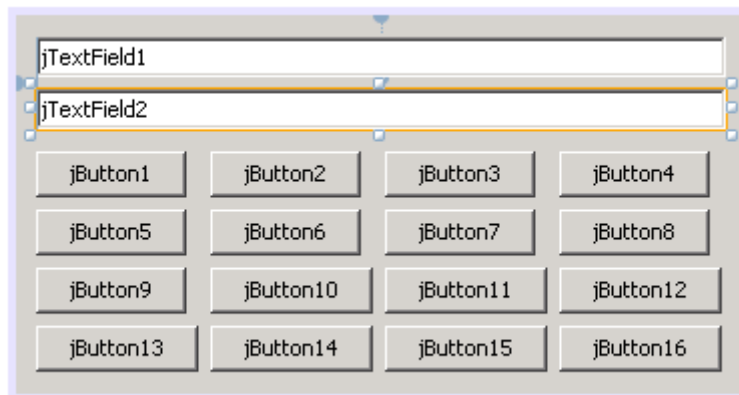 jTextField1
jTextField2
jButton1 jButton2 jButton3 jButton4
jButton5 jButton6 jButton7 jButton8
jButton9 jButton10 jButton11 jButton12
jButton13 jButton14 jButton15 jButton16